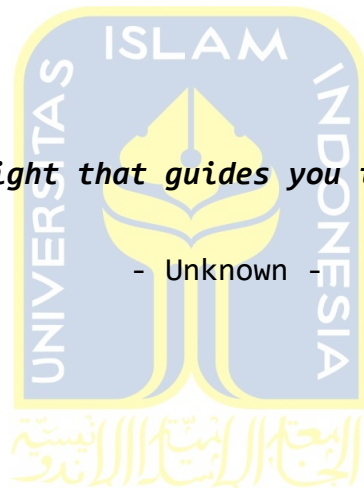 ISLAM
UNIVERSITAS
INDONESIA
ight that guides you
- Unknown -